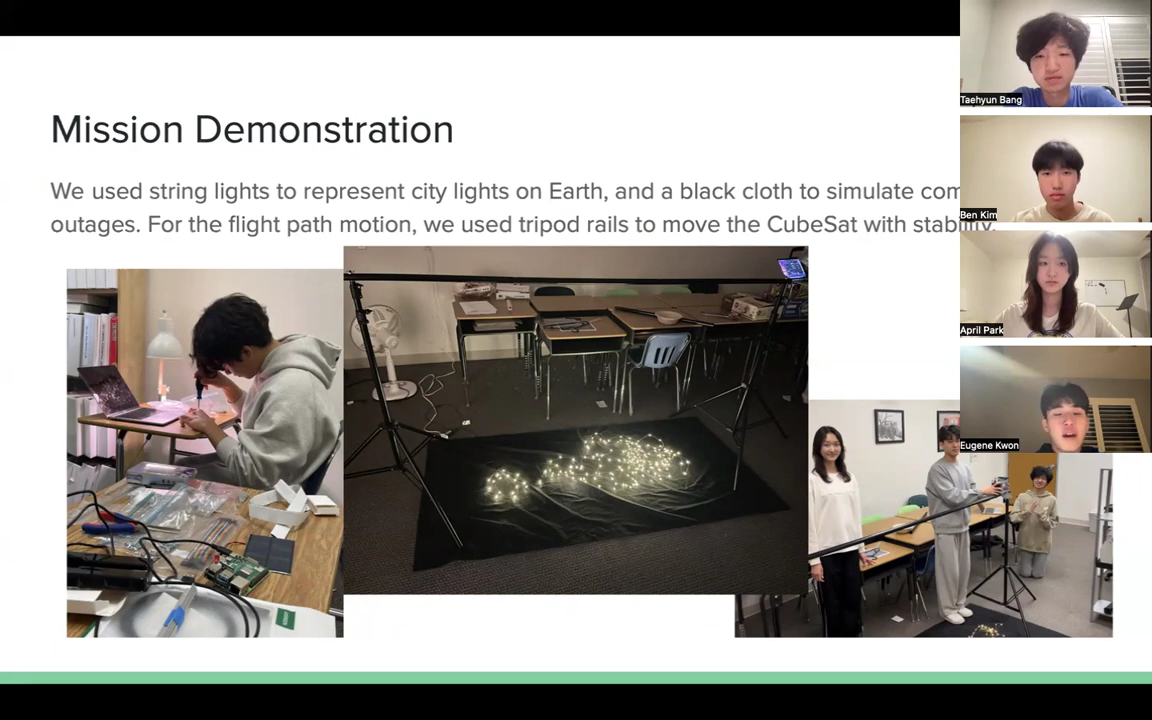 Mission Demonstration
We used string lights to represent city lights on Earth, and a black cloth to simulate
outages. For the flight path motion, we used tripod rails to move the CubeSat with stability.
Taehyun Bang
Ben Kim
April Park
Eugene Kwon